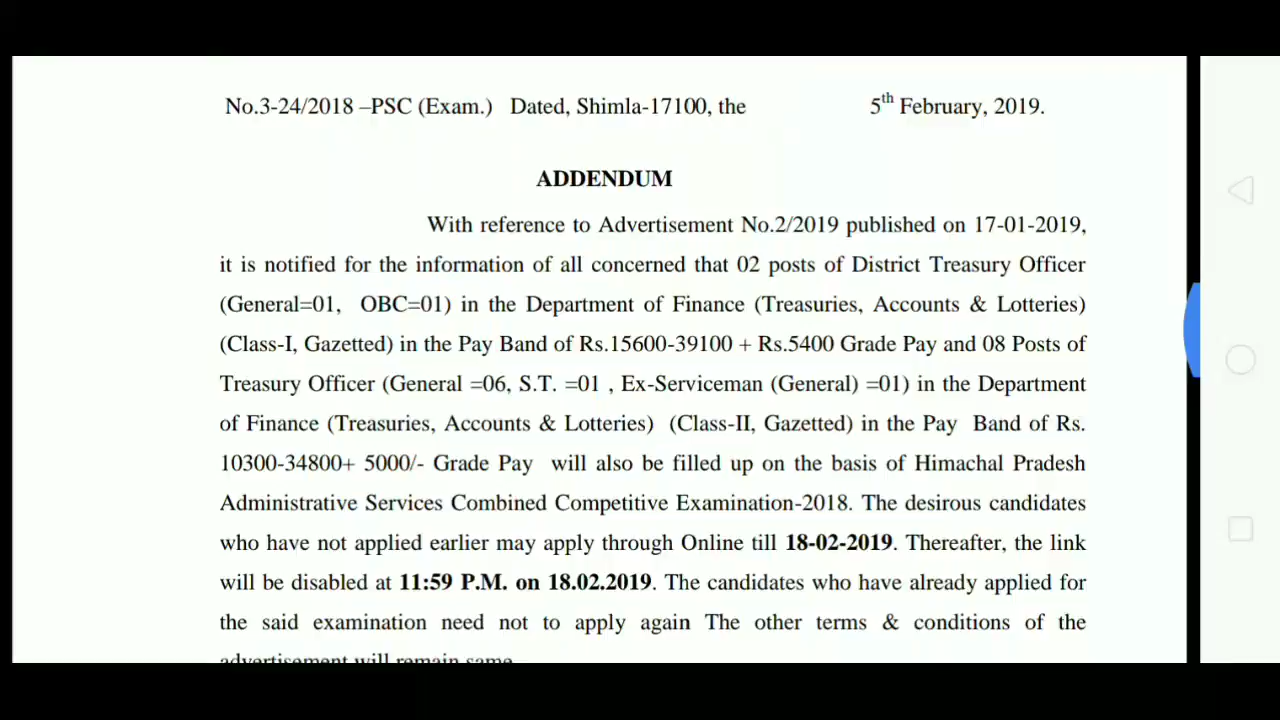 No.3-24/2018 –PSC (Exam.) Dated, Shimla-17100, the 5th February, 2019.
ADDENDUM
With reference to Advertisement No.2/2019 published on 17-01-2019,
it is notified for the information of all concerned that 02 posts of District Treasury Officer
(General=01, OBC=01) in the Department of Finance (Treasuries, Accounts & Lotteries)
(Class-I, Gazetted) in the Pay Band of Rs.15600-39100 + Rs.5400 Grade Pay and 08 Posts of
Treasury Officer (General =06, S.T. =01 , Ex-Serviceman (General) =01) in the Department
of Finance (Treasuries, Accounts & Lotteries) (Class-II, Gazetted) in the Pay Band of Rs.
10300-34800+ 5000/- Grade Pay will also be filled up on the basis of Himachal Pradesh
Administrative Services Combined Competitive Examination-2018. The desirous candidates
who have not applied earlier may apply through Online till 18-02-2019. Thereafter, the link
will be disabled at 11:59 P.M. on 18.02.2019. The candidates who have already applied for
the said examination need not to apply again The other terms & conditions of the
advertisement will remain same